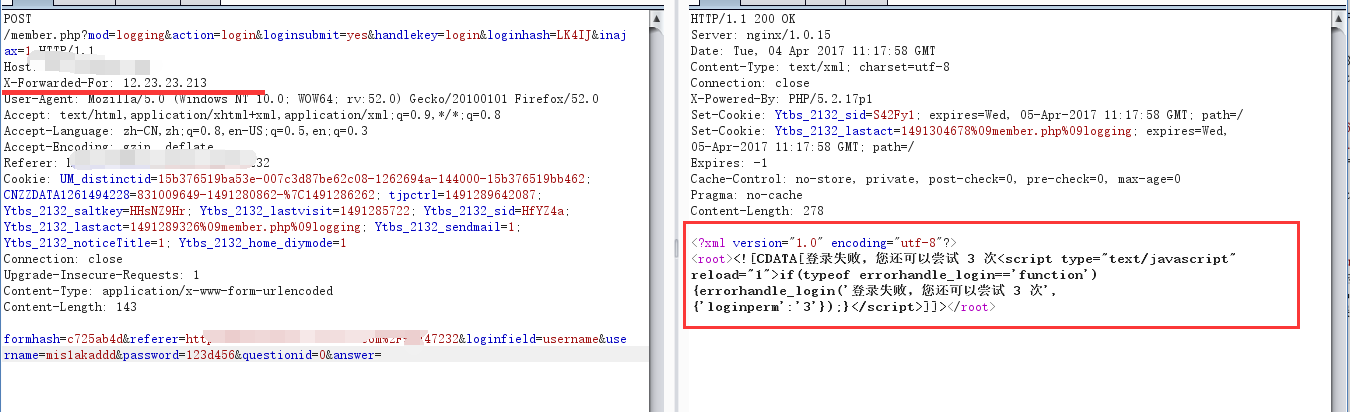 POST
/member.php?mod=logging&action=login&loginsubmit=yes&handlekey=login&loginhash=LK4IJ&inaj
ax=1 HTTP/1.1
Host:
X-Forwarded-For: 12.23.23.213
User-Agent: Mozilla/5.0 (Windows NT 10.0; WOW64; rv:52.0) Gecko/20100101 Firefox/52.0
Accept: text/html,application/xhtml+xml,application/xml;q=0.9,*/*;q=0.8
Accept-Language: zh-CN,zh;q=0.8,en-US;q=0.5,en;q=0.3
Accept-Encoding: gzip, deflate
Referer:
Cookie: UM_distinctid=15b376519ba53e-007c3d87be62c08-1262694a-144000-15b376519bb462;
CNZZDATA1261494228=831009649-1491280862-%7C1491286262; tjpctrl=1491289642087;
Ytbs_2132_saltkey=HHsNZ9Hr; Ytbs_2132_lastvisit=1491285722; Ytbs_2132_sid=HfYZ4a;
Ytbs_2132_lastact=1491289326%09member.php%09logging; Ytbs_2132_sendmail=1;
Ytbs_2132_noticeTitle=1; Ytbs_2132_home_diymode=1
Connection: close
Upgrade-Insecure-Requests: 1
Content-Type: application/x-www-form-urlencoded
Content-Length: 143
formhash=c725ab4d&referer=htt 47232&loginfield=username&use
rname=mis1akaddd&password=123d456&questionid=0&answer=
HTTP/1.1 200 OK
Server: nginx/1.0.15
Date: Tue, 04 Apr 2017 11:17:58 GMT
Content-Type: text/xml; charset=utf-8
Connection: close
X-Powered-By: PHP/5.2.17p1
Set-Cookie: Ytbs_2132_sid=S42Fy1; expires=Wed, 05-Apr-2017 11:17:58 GMT; path=/
Set-Cookie: Ytbs_2132_lastact=1491304678%09member.php%09logging; expires=Wed,
05-Apr-2017 11:17:58 GMT; path=/
Expires: -1
Cache-Control: no-store, private, post-check=0, pre-check=0, max-age=0
Pragma: no-cache
Content-Length: 278
<?xml version="1.0" encoding="utf-8"?>
<root><![CDATA[登录失败，您还可以尝试 3 次<script type="text/javascript"
reload="1">if(typeof errorhandle_login=='function')
{errorhandle_login('登录失败，您还可以尝试 3 次',
{'loginperm':'3'});}</script>]]></root>